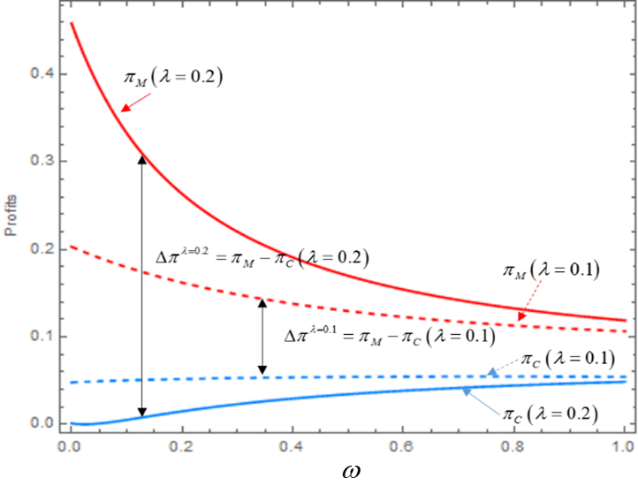 0.4
π_M(λ = 0.2)
0.3
Profits
0.2
Δπ^{λ=0.2} = π_M − π_C(λ = 0.2)
π_M(λ = 0.1)
0.1
Δπ^{λ=0.1} = π_M − π_C(λ = 0.1)
π_C(λ = 0.1)
π_C(λ = 0.2)
0.0
0.0 0.2 0.4 0.6 0.8 1.0
ω